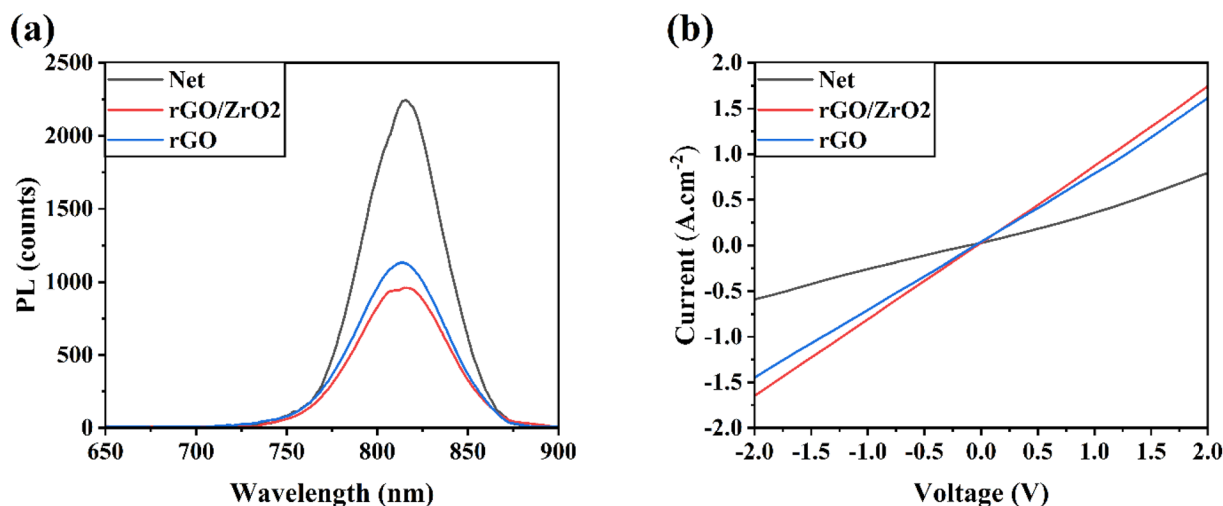 (a)
2500
2000
1500
1000
500
0
PL (counts)
Net
rGO/ZrO2
rGO
650 700 750 800 850 900
Wavelength (nm)
(b)
2.0
1.5
1.0
0.5
0.0
-0.5
-1.0
-1.5
-2.0
Current (A.cm-2)
Net
rGO/ZrO2
rGO
-2.0 -1.5 -1.0 -0.5 0.0 0.5 1.0 1.5 2.0
Voltage (V)